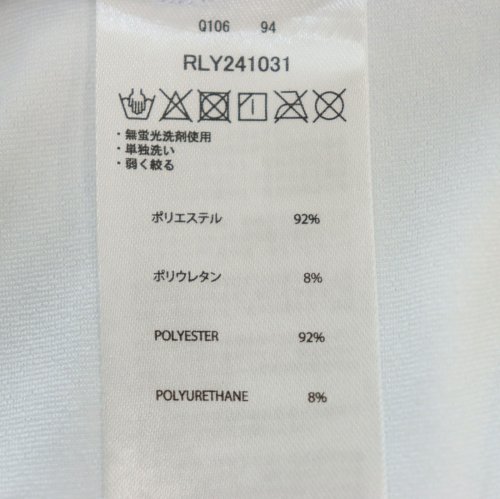 Q106 94
RLY241031
・無蛍光洗剤使用
・単独洗い
・弱く絞る
ポリエステル 92%
ポリウレタン 8%
POLYESTER 92%
POLYURETHANE 8%